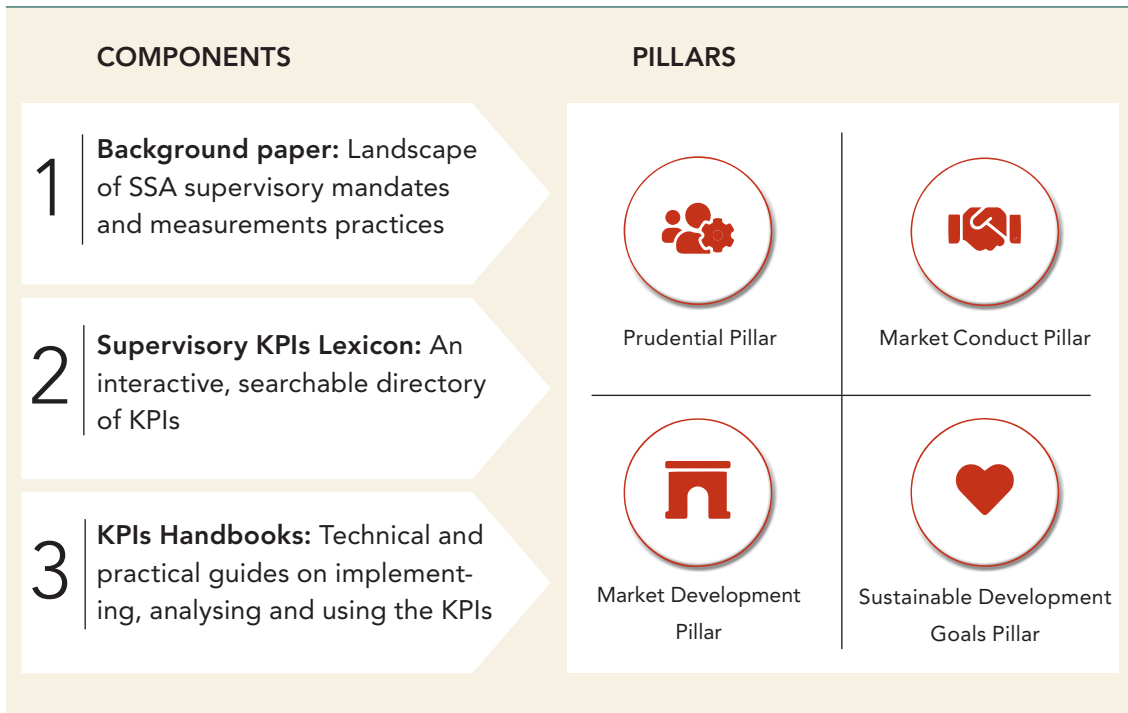 COMPONENTS
1
Background paper: Landscape
of SSA supervisory mandates
and measurements practices
2
Supervisory KPIs Lexicon: An
interactive, searchable directory
of KPIs
3
KPIs Handbooks: Technical and
practical guides on implement-
ing, analysing and using the KPIs
PILLARS
Prudential Pillar
Market Conduct Pillar
Market Development
Pillar
Sustainable Development
Goals Pillar